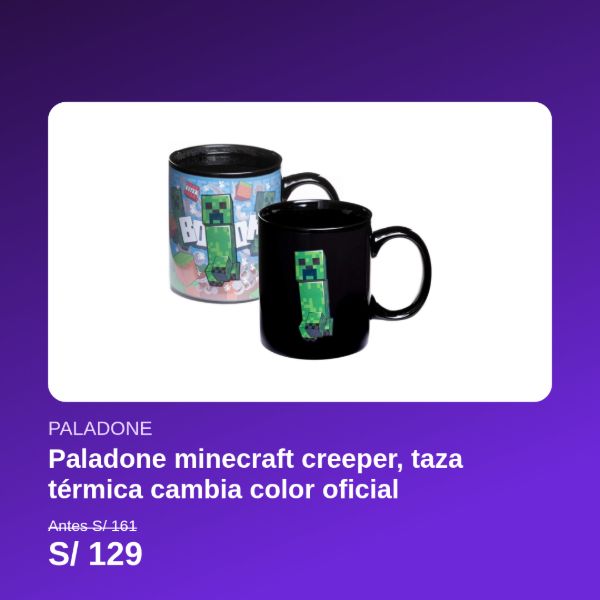 PALADONE
Paladone minecraft creeper, taza
térmica cambia color oficial
Antes S/ 161
S/ 129